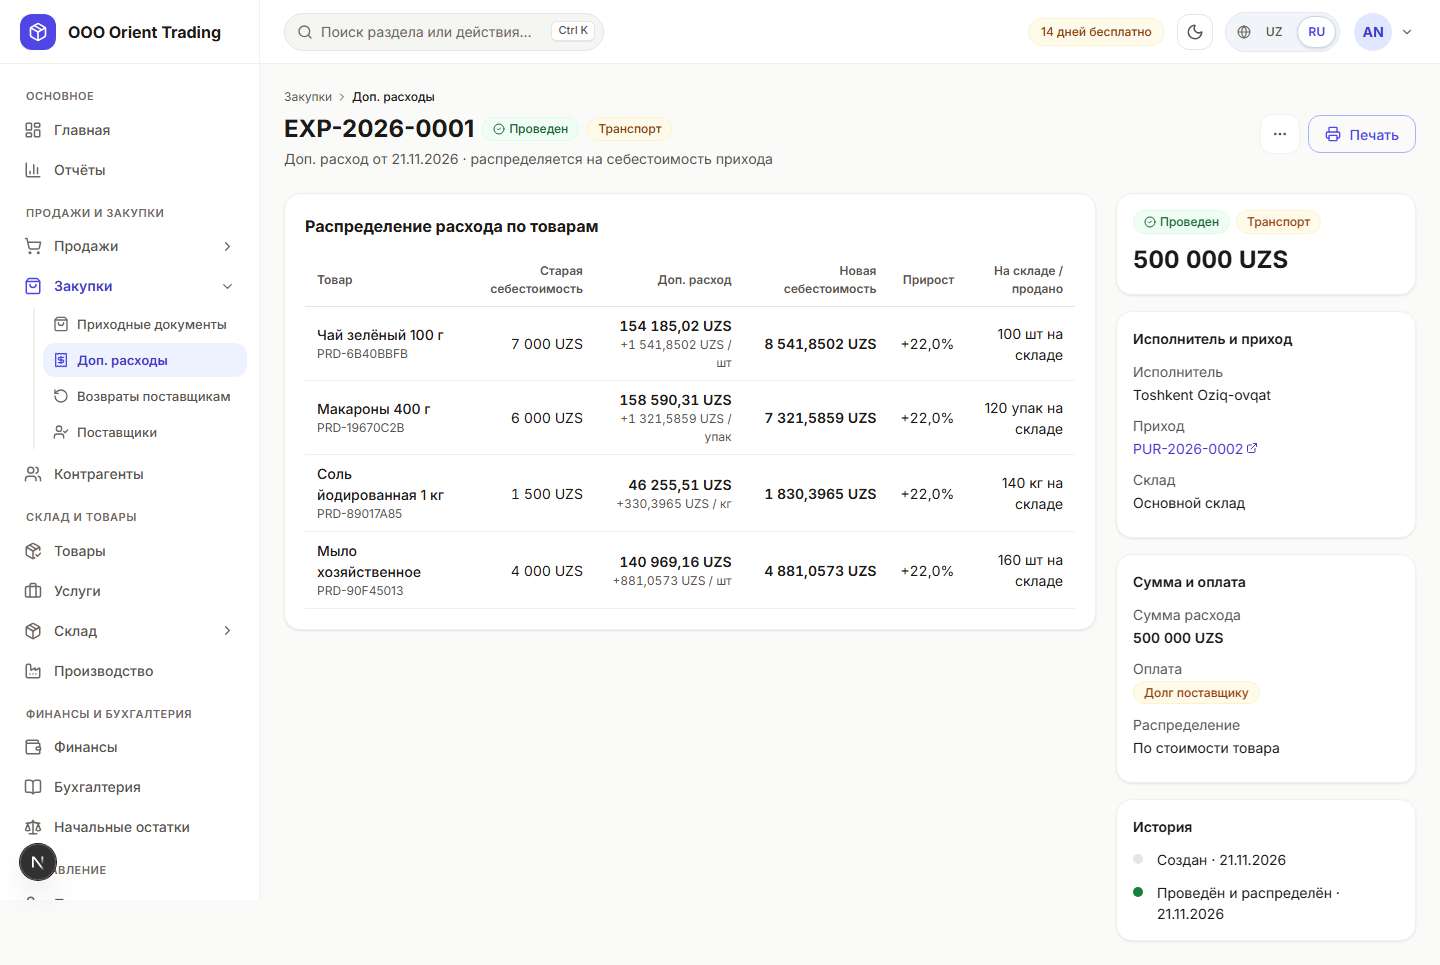 ООО Orient Trading
Поиск раздела или действия...
Ctrl K
14 дней бесплатно
UZ
RU
AN
ОСНОВНОЕ
Главная
Отчёты
ПРОДАЖИ И ЗАКУПКИ
Продажи
Закупки
Приходные документы
Доп. расходы
Возвраты поставщикам
Поставщики
Контрагенты
СКЛАД И ТОВАРЫ
Товары
Услуги
Склад
Производство
ФИНАНСЫ И БУХГАЛТЕРИЯ
Финансы
Бухгалтерия
Начальные остатки
N
Закупки > Доп. расходы
EXP-2026-0001
Проведен
Транспорт
Доп. расход от 21.11.2026 · распределяется на себестоимость прихода
...
Печать
Распределение расхода по товарам
Товар
Старая
себестоимость
Доп. расход
Новая
себестоимость
Прирост
На складе /
продано
Чай зелёный 100 г
PRD-6B40BBFB
7 000 UZS
154 185,02 UZS
+1 541,8502 UZS /
шт
8 541,8502 UZS
+22,0%
100 шт на
складе
Макароны 400 г
PRD-19670C2B
6 000 UZS
158 590,31 UZS
+1 321,5859 UZS /
упак
7 321,5859 UZS
+22,0%
120 упак на
складе
Соль
йодированная 1 кг
PRD-89017A85
1 500 UZS
46 255,51 UZS
+330,3965 UZS / кг
1 830,3965 UZS
+22,0%
140 кг на
складе
Мыло
хозяйственное
PRD-90F45013
4 000 UZS
140 969,16 UZS
+881,0573 UZS / шт
4 881,0573 UZS
+22,0%
160 шт на
складе
Проведен
Транспорт
500 000 UZS
Исполнитель и приход
Исполнитель
Toshkent Oziq-ovqat
Приход
PUR-2026-0002
Склад
Основной склад
Сумма и оплата
Сумма расхода
500 000 UZS
Оплата
Долг поставщику
Распределение
По стоимости товара
История
Создан · 21.11.2026
Проведён и распределён ·
21.11.2026